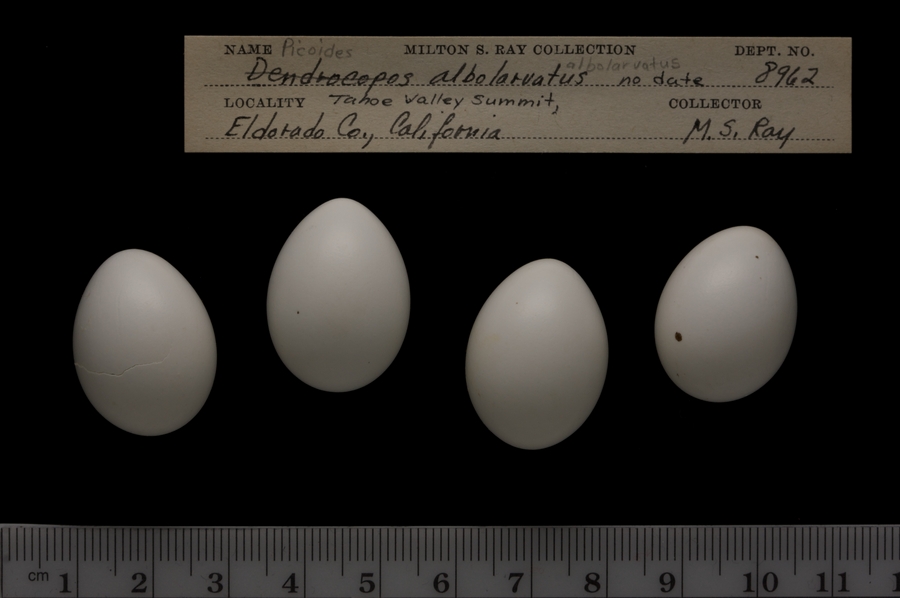 NAME Picoides MILTON S. RAY COLLECTION DEPT. NO.
albolarvatus
Dendrocopos albolarvatus no date 8962
LOCALITY Tahoe Valley Summit, COLLECTOR
Eldorado Co., California M. S. Ray
cm 1 2 3 4 5 6 7 8 9 10 11 1